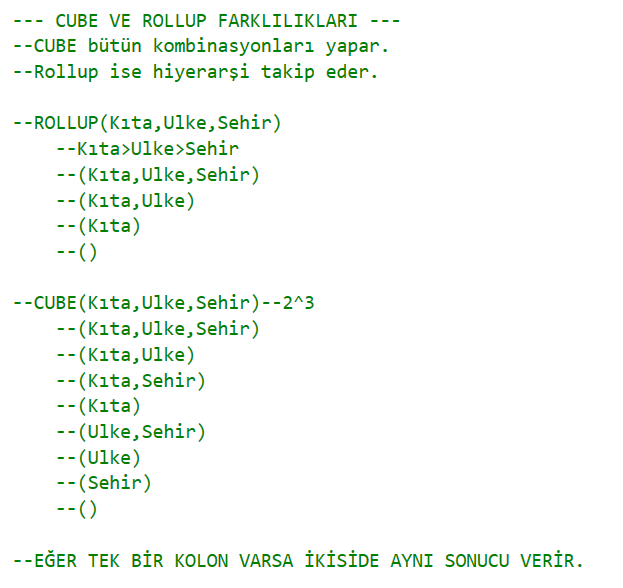 --- CUBE VE ROLLUP FARKLILIKLARI ---
--CUBE bütün kombinasyonları yapar.
--Rollup ise hiyerarşi takip eder.
--ROLLUP(Kıta,Ulke,Sehir)
--Kıta>Ulke>Sehir
--(Kıta,Ulke,Sehir)
--(Kıta,Ulke)
--(Kıta)
--()
--CUBE(Kıta,Ulke,Sehir)--2^3
--(Kıta,Ulke,Sehir)
--(Kıta,Ulke)
--(Kıta,Sehir)
--(Kıta)
--(Ulke,Sehir)
--(Ulke)
--(Sehir)
--()
--EĞER TEK BİR KOLON VARSA İKİSİDE AYNI SONUCU VERİR.